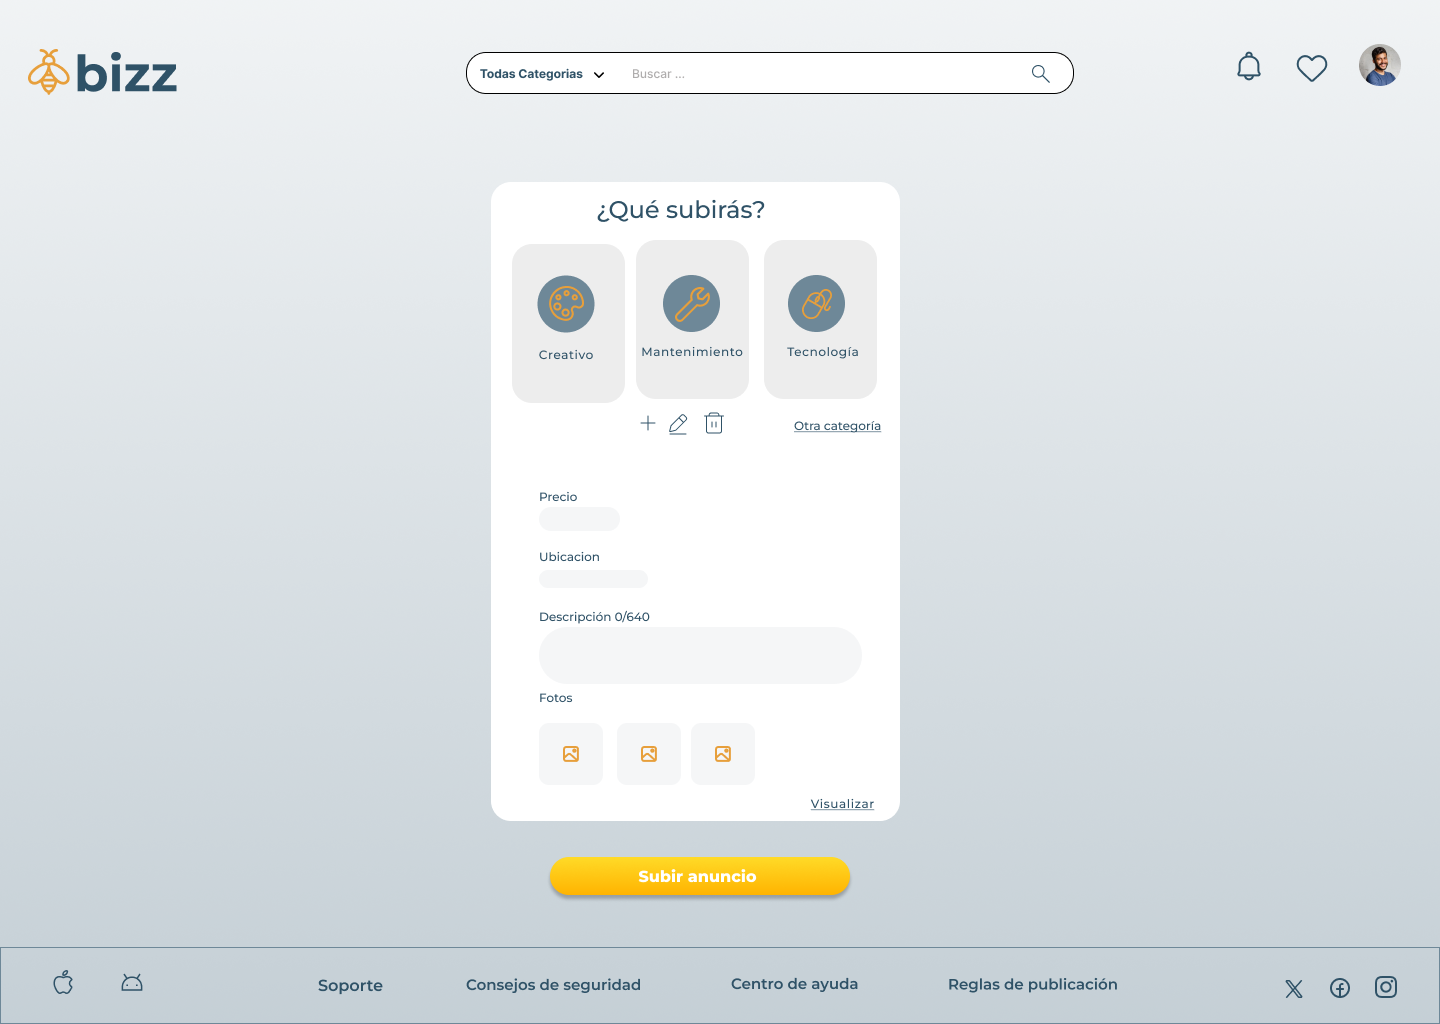 bizz
Todas Categorias
Buscar ...
¿Qué subirás?
Creativo
Mantenimiento
Tecnología
Otra categoría
Precio
Ubicacion
Descripción 0/640
Fotos
Visualizar
Subir anuncio
Soporte
Consejos de seguridad
Centro de ayuda
Reglas de publicación